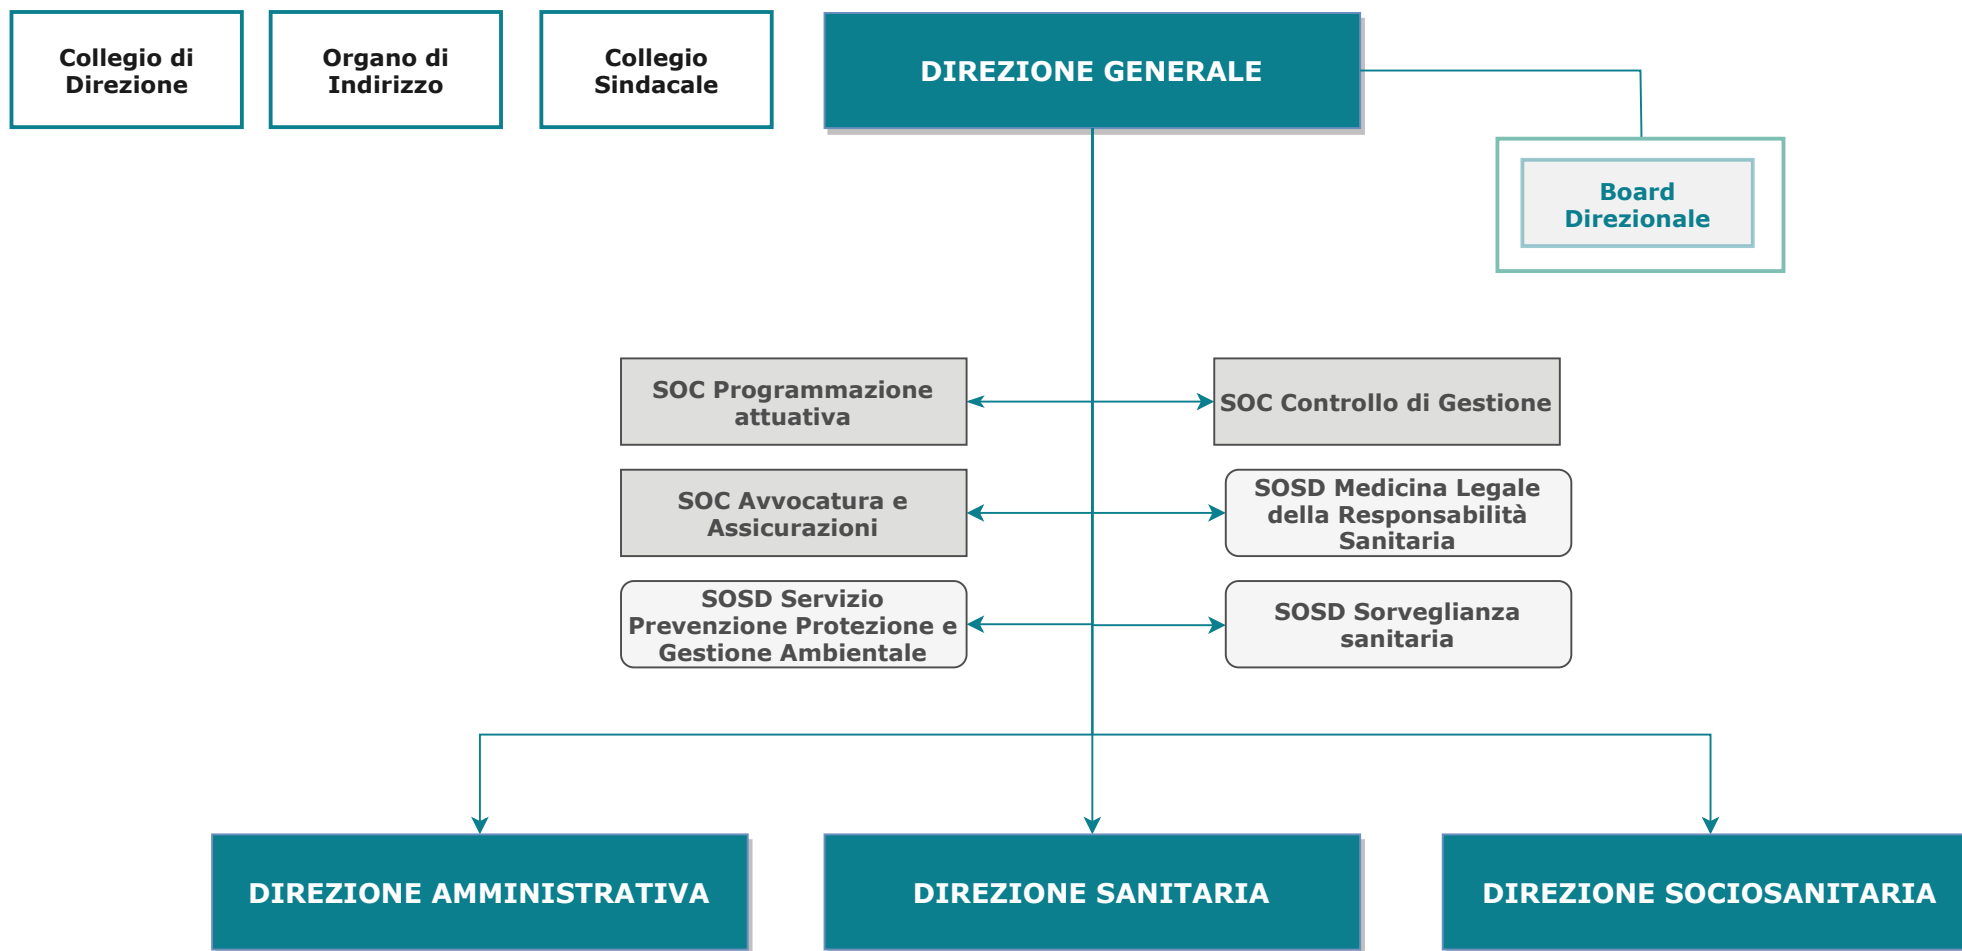 Collegio di
Direzione
Organo di
Indirizzo
Collegio
Sindacale
DIREZIONE GENERALE
Board
Direzionale
SOC Programmazione
attuativa
SOC Controllo di Gestione
SOC Avvocatura e
Assicurazioni
SOSD Medicina Legale
della Responsabilità
Sanitaria
SOSD Servizio
Prevenzione Protezione e
Gestione Ambientale
SOSD Sorveglianza
sanitaria
DIREZIONE AMMINISTRATIVA
DIREZIONE SANITARIA
DIREZIONE SOCIOSANITARIA